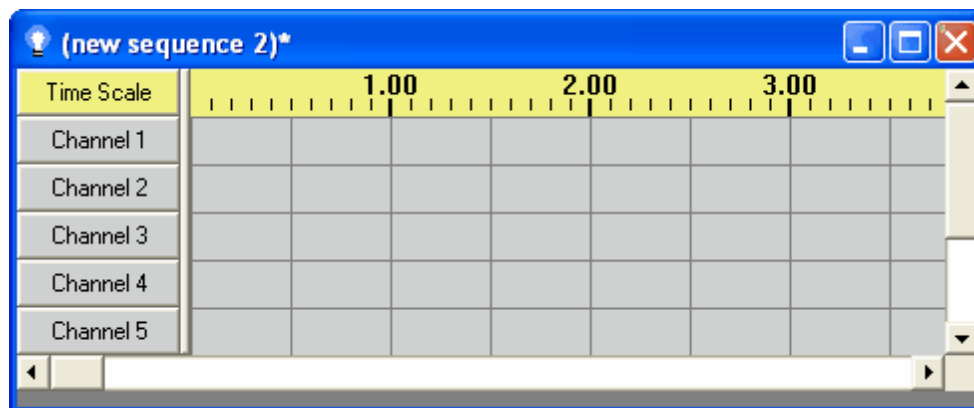 (new sequence 2)*
Time Scale 1.00 2.00 3.00
Channel 1
Channel 2
Channel 3
Channel 4
Channel 5